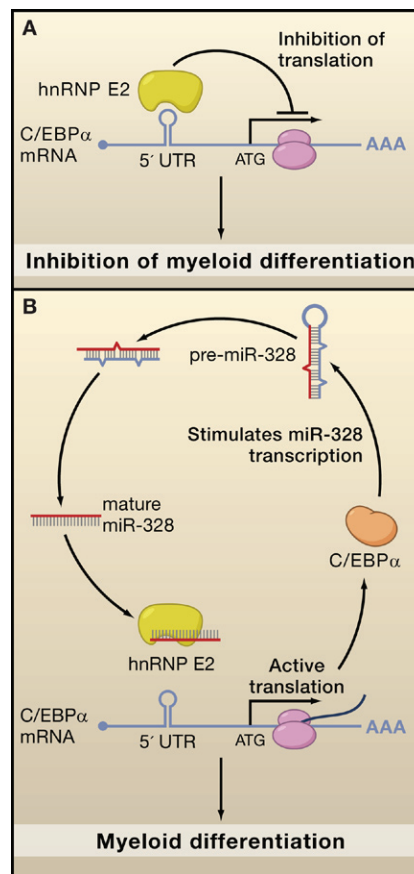 A
Inhibition of
translation
hnRNP E2
C/EBPα
mRNA
5′ UTR
ATG
AAA
Inhibition of myeloid differentiation
B
pre-miR-328
Stimulates miR-328
transcription
mature
miR-328
C/EBPα
hnRNP E2
Active
translation
C/EBPα
mRNA
5′ UTR
ATG
AAA
Myeloid differentiation